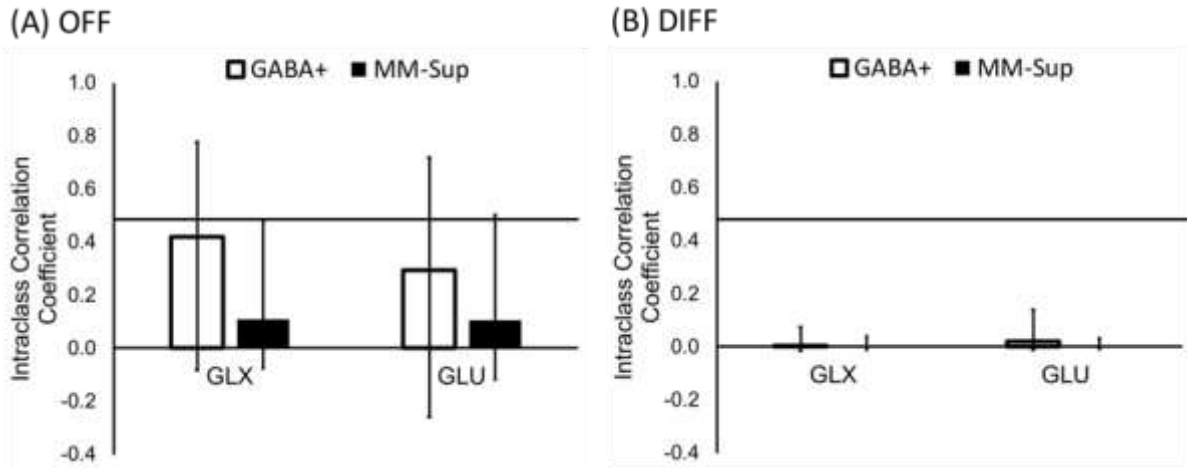 (A) OFF
GABA+ MM-Sup
1.0
0.8
0.6
0.4
0.2
0.0
-0.2
-0.4
Intraclass Correlation
Coefficient
GLX GLU
(B) DIFF
GABA+ MM-Sup
1.0
0.8
0.6
0.4
0.2
0.0
-0.2
-0.4
Intraclass Correlation
Coefficient
GLX GLU